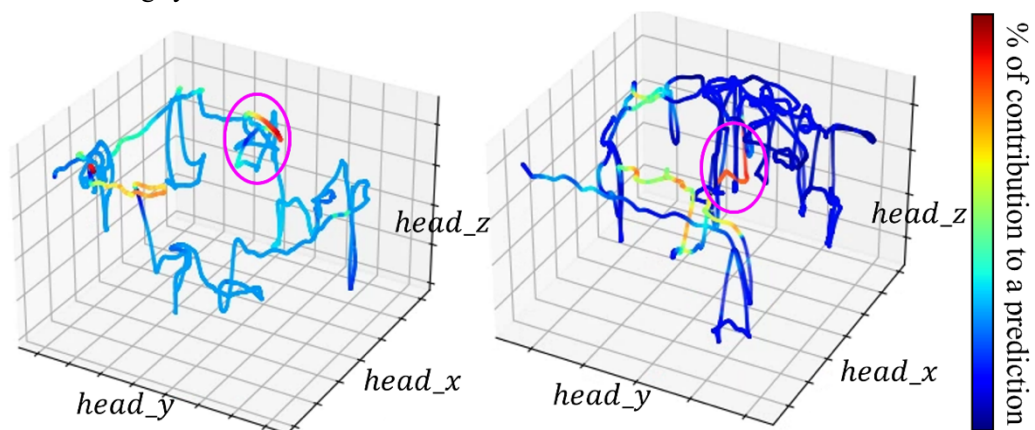 head_z
head_x
head_y
head_z
head_x
head_y
% of contribution to a prediction